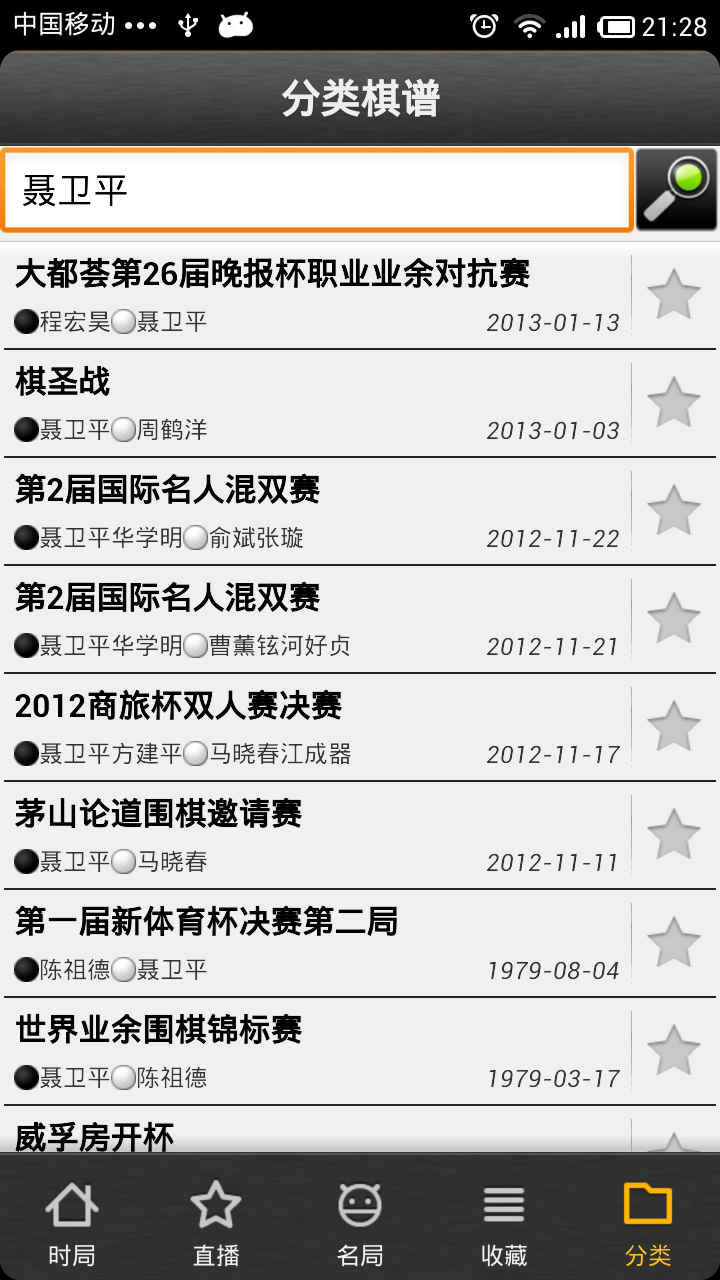 中国移动 ••• 21:28
分类棋谱
聂卫平
大都荟第26届晚报杯职业业余对抗赛
程宏昊 聂卫平 2013-01-13
棋圣战
聂卫平 周鹤洋 2013-01-03
第2届国际名人混双赛
聂卫平华学明 俞斌张璇 2012-11-22
第2届国际名人混双赛
聂卫平华学明 曹薰铉河好贞 2012-11-21
2012商旅杯双人赛决赛
聂卫平方建平 马晓春江成器 2012-11-17
茅山论道围棋邀请赛
聂卫平 马晓春 2012-11-11
第一届新体育杯决赛第二局
陈祖德 聂卫平 1979-08-04
世界业余围棋锦标赛
聂卫平 陈祖德 1979-03-17
威孚房开杯
时局 直播 名局 收藏 分类